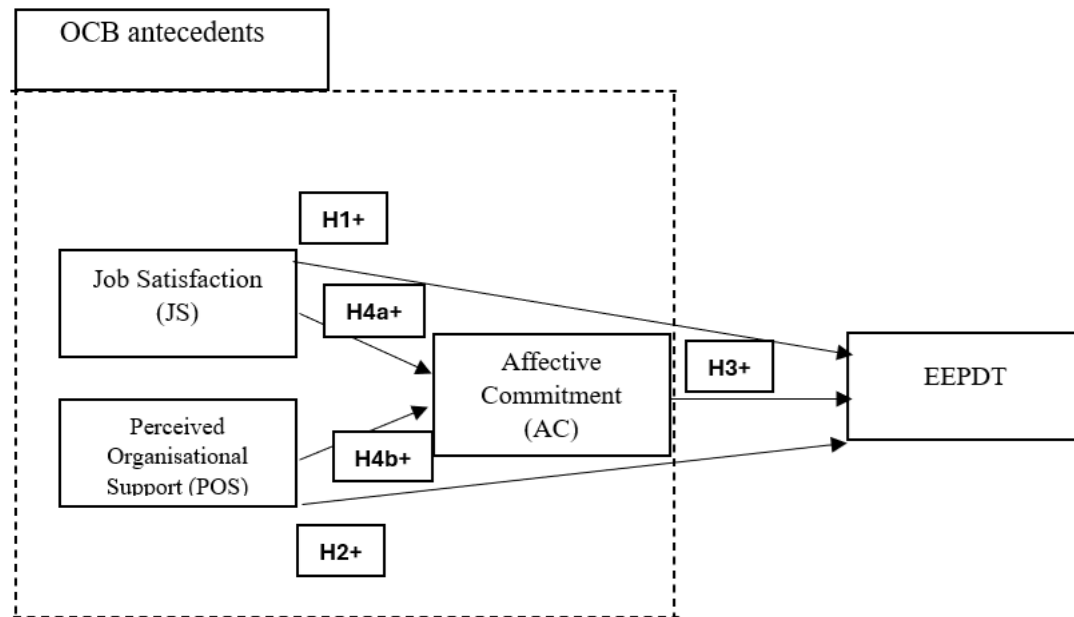 OCB antecedents
H1+
Job Satisfaction
(JS)
H4a+
Affective
Commitment
(AC)
H3+
EEPDT
Perceived
Organisational
Support (POS)
H4b+
H2+